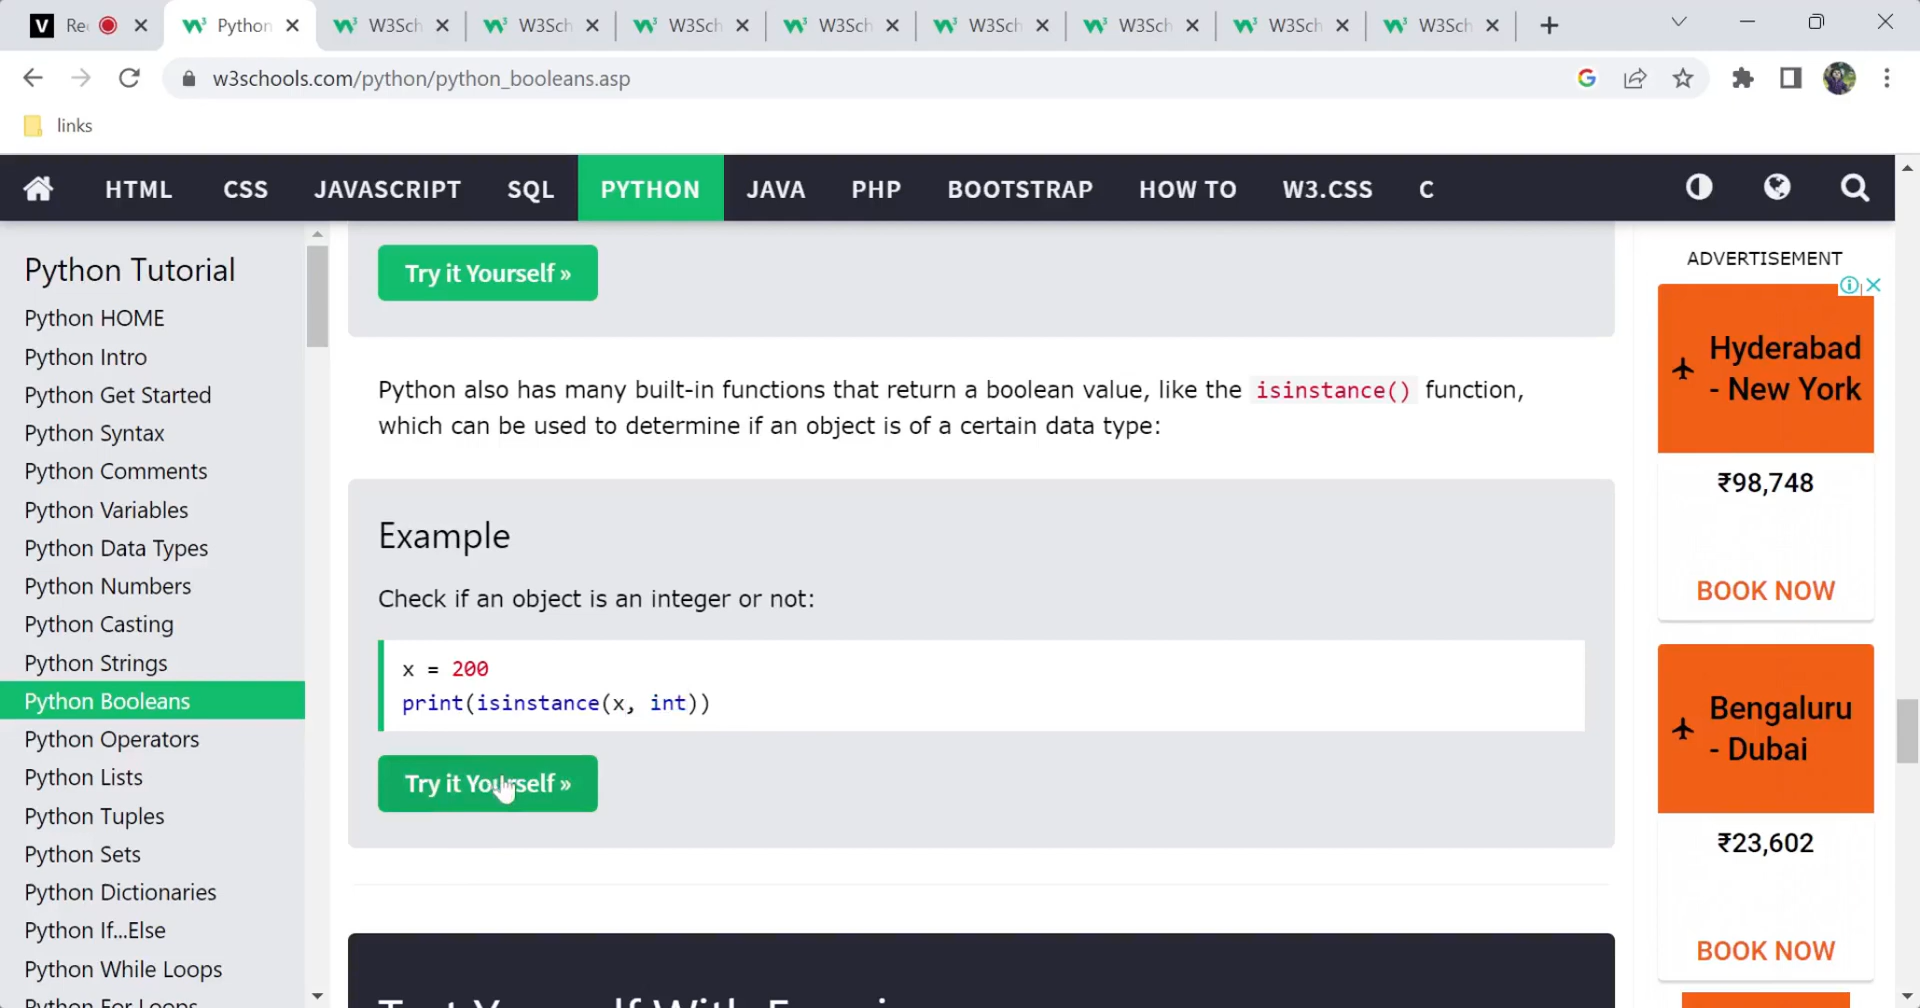 Re
Python
W3Sch
W3Sch
W3Sch
W3Sch
W3Sch
W3Sch
W3Sch
W3Sch
w3schools.com/python/python_booleans.asp
links
HTML CSS JAVASCRIPT SQL PYTHON JAVA PHP BOOTSTRAP HOW TO W3.CSS C
Python Tutorial
Python HOME
Python Intro
Python Get Started
Python Syntax
Python Comments
Python Variables
Python Data Types
Python Numbers
Python Casting
Python Strings
Python Booleans
Python Operators
Python Lists
Python Tuples
Python Sets
Python Dictionaries
Python If...Else
Python While Loops
Python For Loops
Try it Yourself »
Python also has many built-in functions that return a boolean value, like the isinstance() function,
which can be used to determine if an object is of a certain data type:
Example
Check if an object is an integer or not:
x = 200
print(isinstance(x, int))
Try it Yourself »
ADVERTISEMENT
Hyderabad
- New York
₹98,748
BOOK NOW
Bengaluru
- Dubai
₹23,602
BOOK NOW